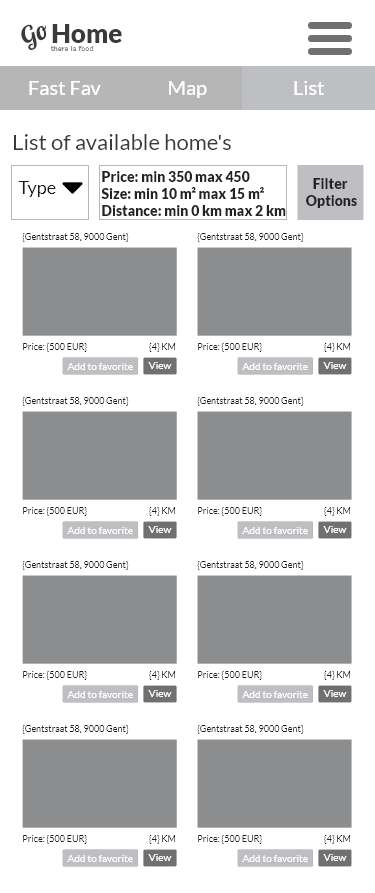 Go Home
there is food
Fast Fav Map List
List of available home's
Type
Price: min 350 max 450
Size: min 10 m² max 15 m²
Distance: min 0 km max 2 km
Filter
Options
{Gentstraat 58, 9000 Gent} {Gentstraat 58, 9000 Gent}
Price: {500 EUR} {4} KM Price: {500 EUR} {4} KM
Add to favorite View Add to favorite View
{Gentstraat 58, 9000 Gent} {Gentstraat 58, 9000 Gent}
Price: {500 EUR} {4} KM Price: {500 EUR} {4} KM
Add to favorite View Add to favorite View
{Gentstraat 58, 9000 Gent} {Gentstraat 58, 9000 Gent}
Price: {500 EUR} {4} KM Price: {500 EUR} {4} KM
Add to favorite View Add to favorite View
{Gentstraat 58, 9000 Gent} {Gentstraat 58, 9000 Gent}
Price: {500 EUR} {4} KM Price: {500 EUR} {4} KM
Add to favorite View Add to favorite View